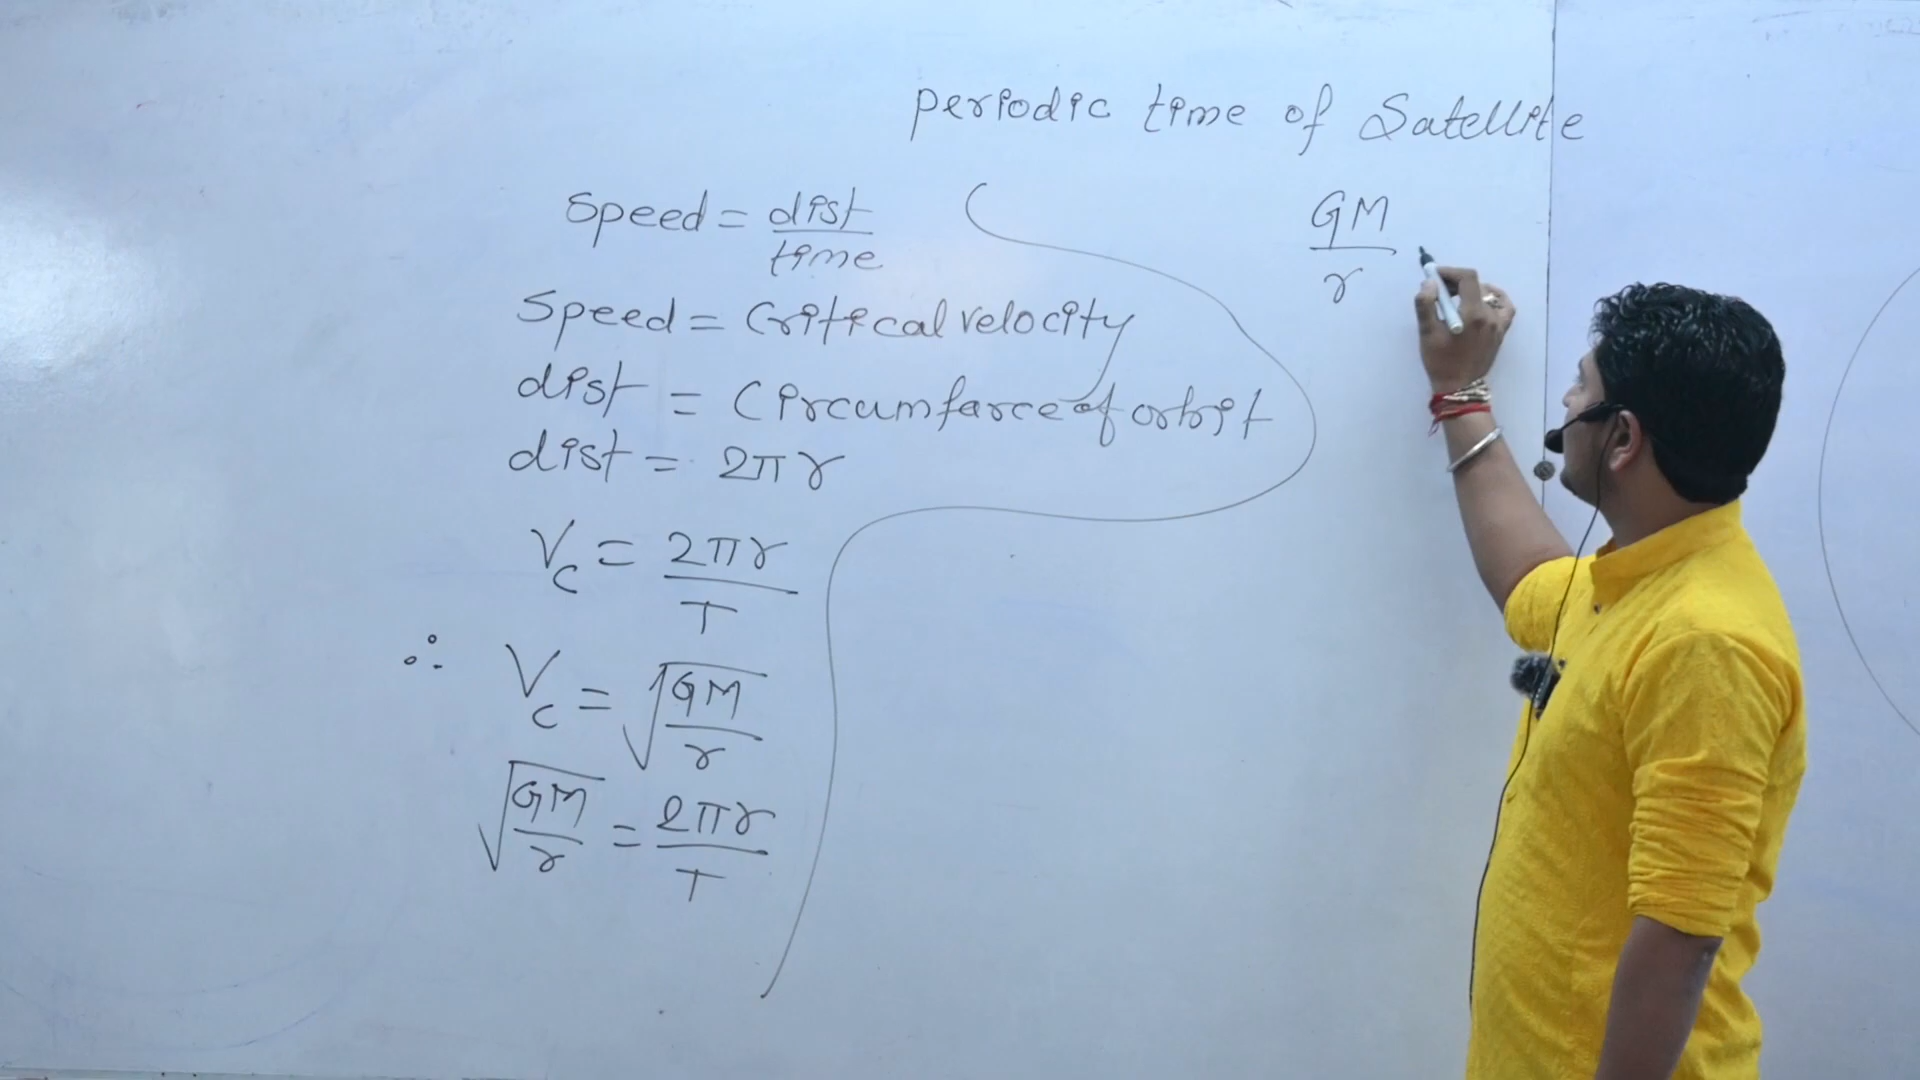 periodic time of Satellite
Speed = dist/time
Speed = Critical velocity
dist = Circumfarce of orbit
dist = 2πr
Vc = 2πr/T
∴ Vc = √(GM/r)
√(GM/r) = 2πr/T
GM/r